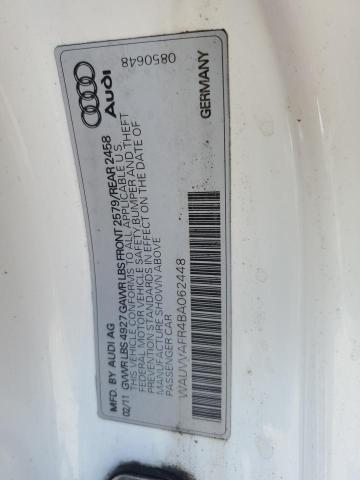 MFD. BY AUDI AG
02/11 GVWR LBS 4927 GAWR LBS FRONT 2579/REAR 2458
THIS VEHICLE CONFORMS TO ALL APPLICABLE U.S.
FEDERAL MOTOR VEHICLE SAFETY BUMPER AND THEFT
PREVENTION STANDARDS IN EFFECT ON THE DATE OF
MANUFACTURE SHOWN ABOVE
PASSENGER CAR
WAUVVAFR4BA062448
Audi
0850648
GERMANY